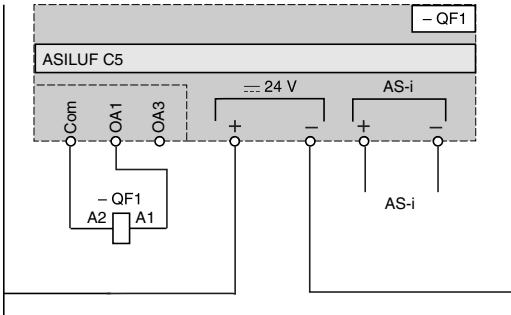 – QF1
ASILUF C5
24 V
AS-i
Com
OA1
OA3
+
–
+
–
– QF1
A2
A1
AS-i